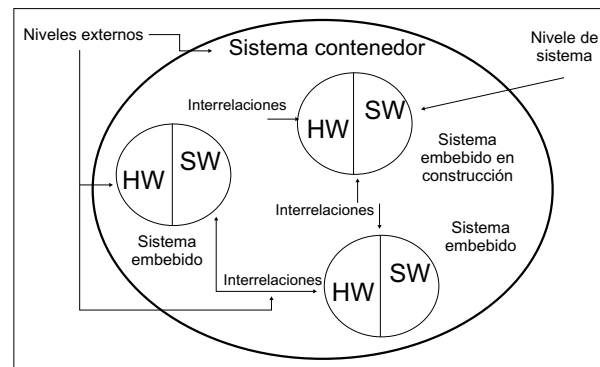 Niveles externos
Sistema contenedor
Nivele de
sistema
Interrelaciones
HW
SW
Sistema
embebido en
construcción
HW
SW
Sistema
embebido
Interrelaciones
Sistema
embebido
Interrelaciones
HW
SW